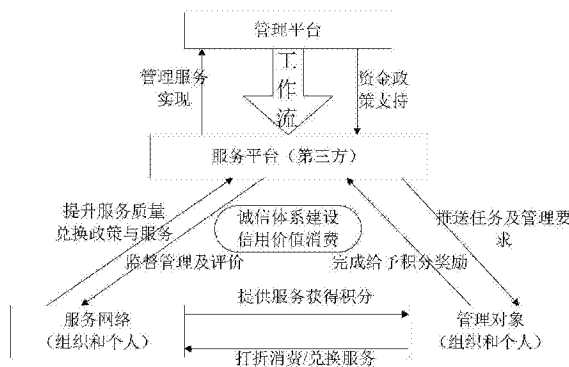 管理平台
管理服务
实现
工作流
资金政
策支持
服务平台（第三方）
提升服务质量
兑换政策与服务
诚信体系建设
信用价值消费
推送任务及管理要
求
监督管理及评价
完成给予积分奖励
提供服务获得积分
服务网络
（组织和个人）
管理对象
（组织和个人）
打折消费/兑换服务